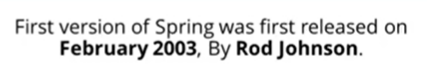 First version of Spring was first released on
February 2003, By Rod Johnson.